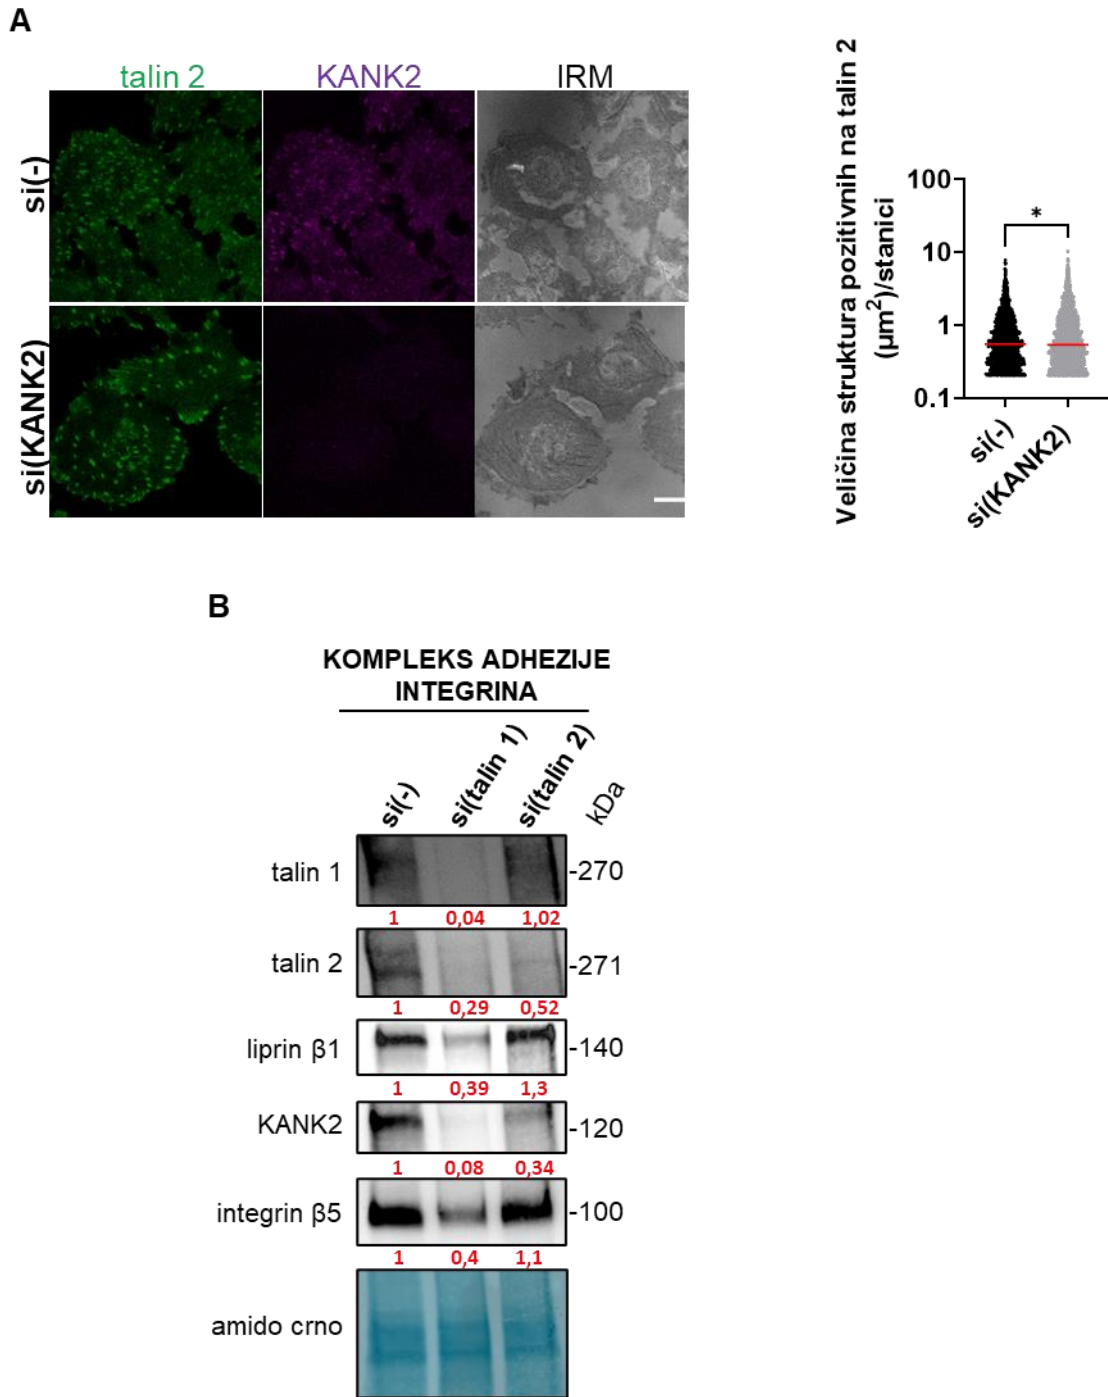 A
talin 2 KANK2 IRM
si(-)
si(KANK2)
Veličina struktura pozitivnih na talin 2
(µm²)/stanici
100
10
1
0.1
*
si(-)
si(KANK2)
B
KOMPLEKS ADHEZIJE
INTEGRINA
si(-) si(talin 1) si(talin 2) kDa
talin 1 -270
1 0,04 1,02
talin 2 -271
1 0,29 0,52
liprin β1 -140
1 0,39 1,3
KANK2 -120
1 0,08 0,34
integrin β5 -100
1 0,4 1,1
amido crno